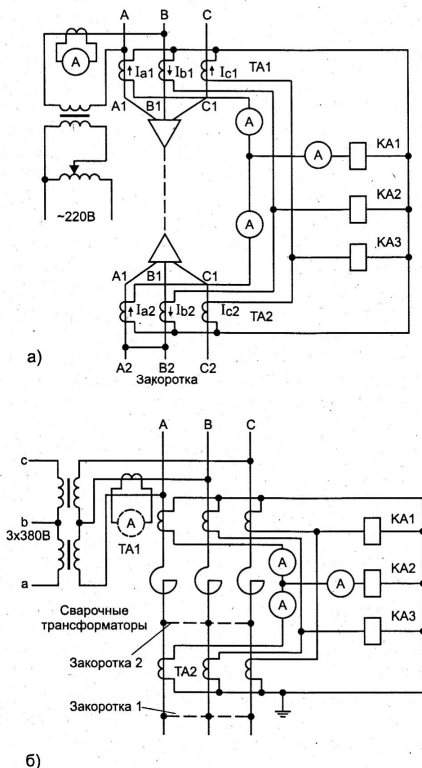 A B C
A
Ia1 Ib1 Ic1 TA1
A1 B1 C1
A
A KA1
KA2
~220В
A
KA3
A1 B1 C1
Ia2 Ib2 Ic2 TA2
A2 B2 C2
Закоротка
а)
A B C
c
b
3x380В
A
TA1
KA1
A
A KA2
a
A
KA3
Сварочные
трансформаторы
Закоротка 2
TA2
Закоротка 1
б)